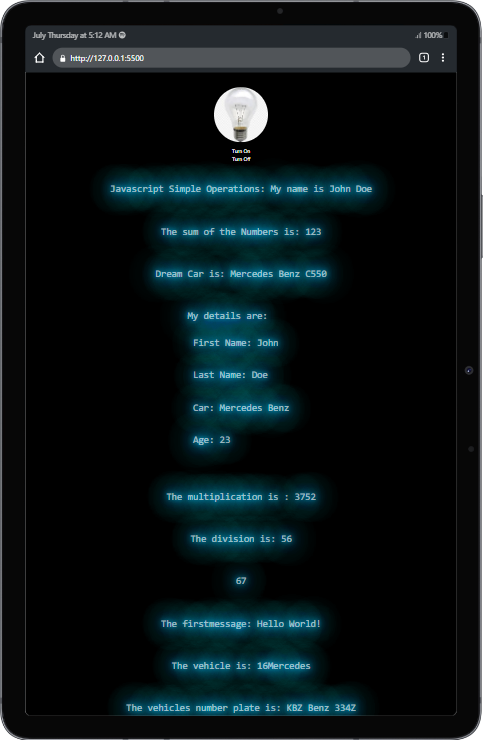 July Thursday at 5:12 AM
100%
http://127.0.0.1:5500
1
Turn On
Turn Off
Javascript Simple Operations: My name is John Doe
The sum of the Numbers is: 123
Dream Car is: Mercedes Benz C550
My details are:
First Name: John
Last Name: Doe
Car: Mercedes Benz
Age: 23
The multiplication is : 3752
The division is: 56
67
The firstmessage: Hello World!
The vehicle is: 16Mercedes
The vehicles number plate is: KBZ Benz 334Z